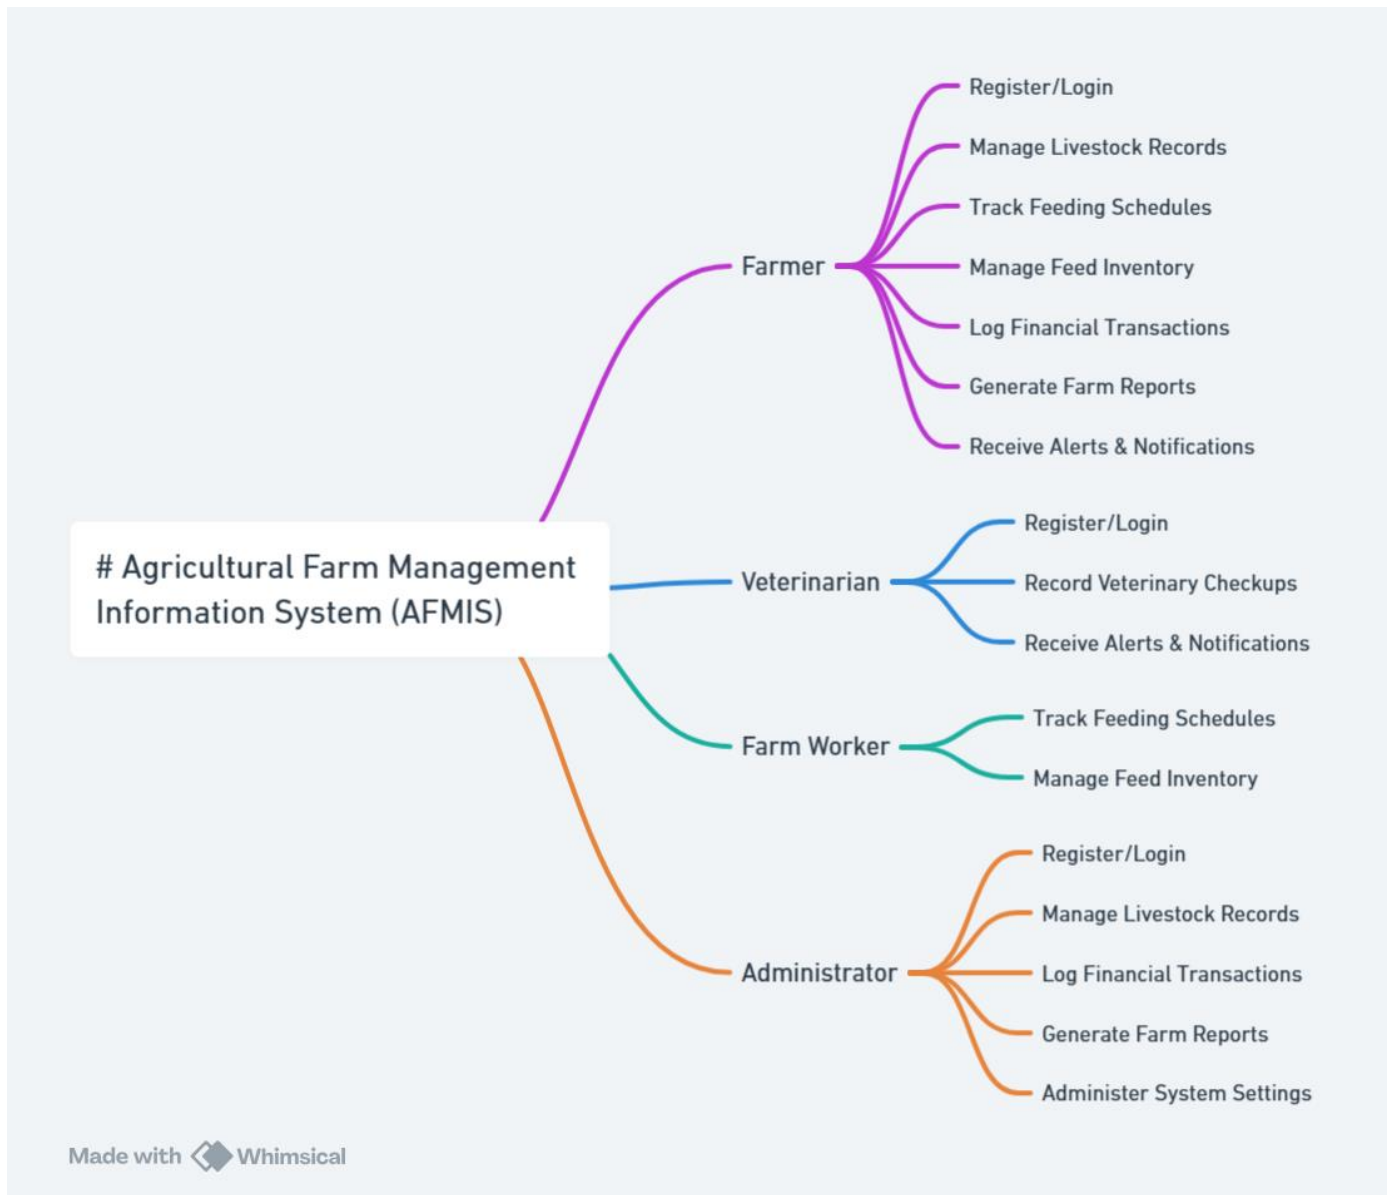 Register/Login
Manage Livestock Records
Track Feeding Schedules
Farmer
Manage Feed Inventory
Log Financial Transactions
Generate Farm Reports
Receive Alerts & Notifications
# Agricultural Farm Management
Information System (AFMIS)
Register/Login
Veterinarian
Record Veterinary Checkups
Receive Alerts & Notifications
Farm Worker
Track Feeding Schedules
Manage Feed Inventory
Administrator
Register/Login
Manage Livestock Records
Log Financial Transactions
Generate Farm Reports
Administer System Settings
Made with Whimsical